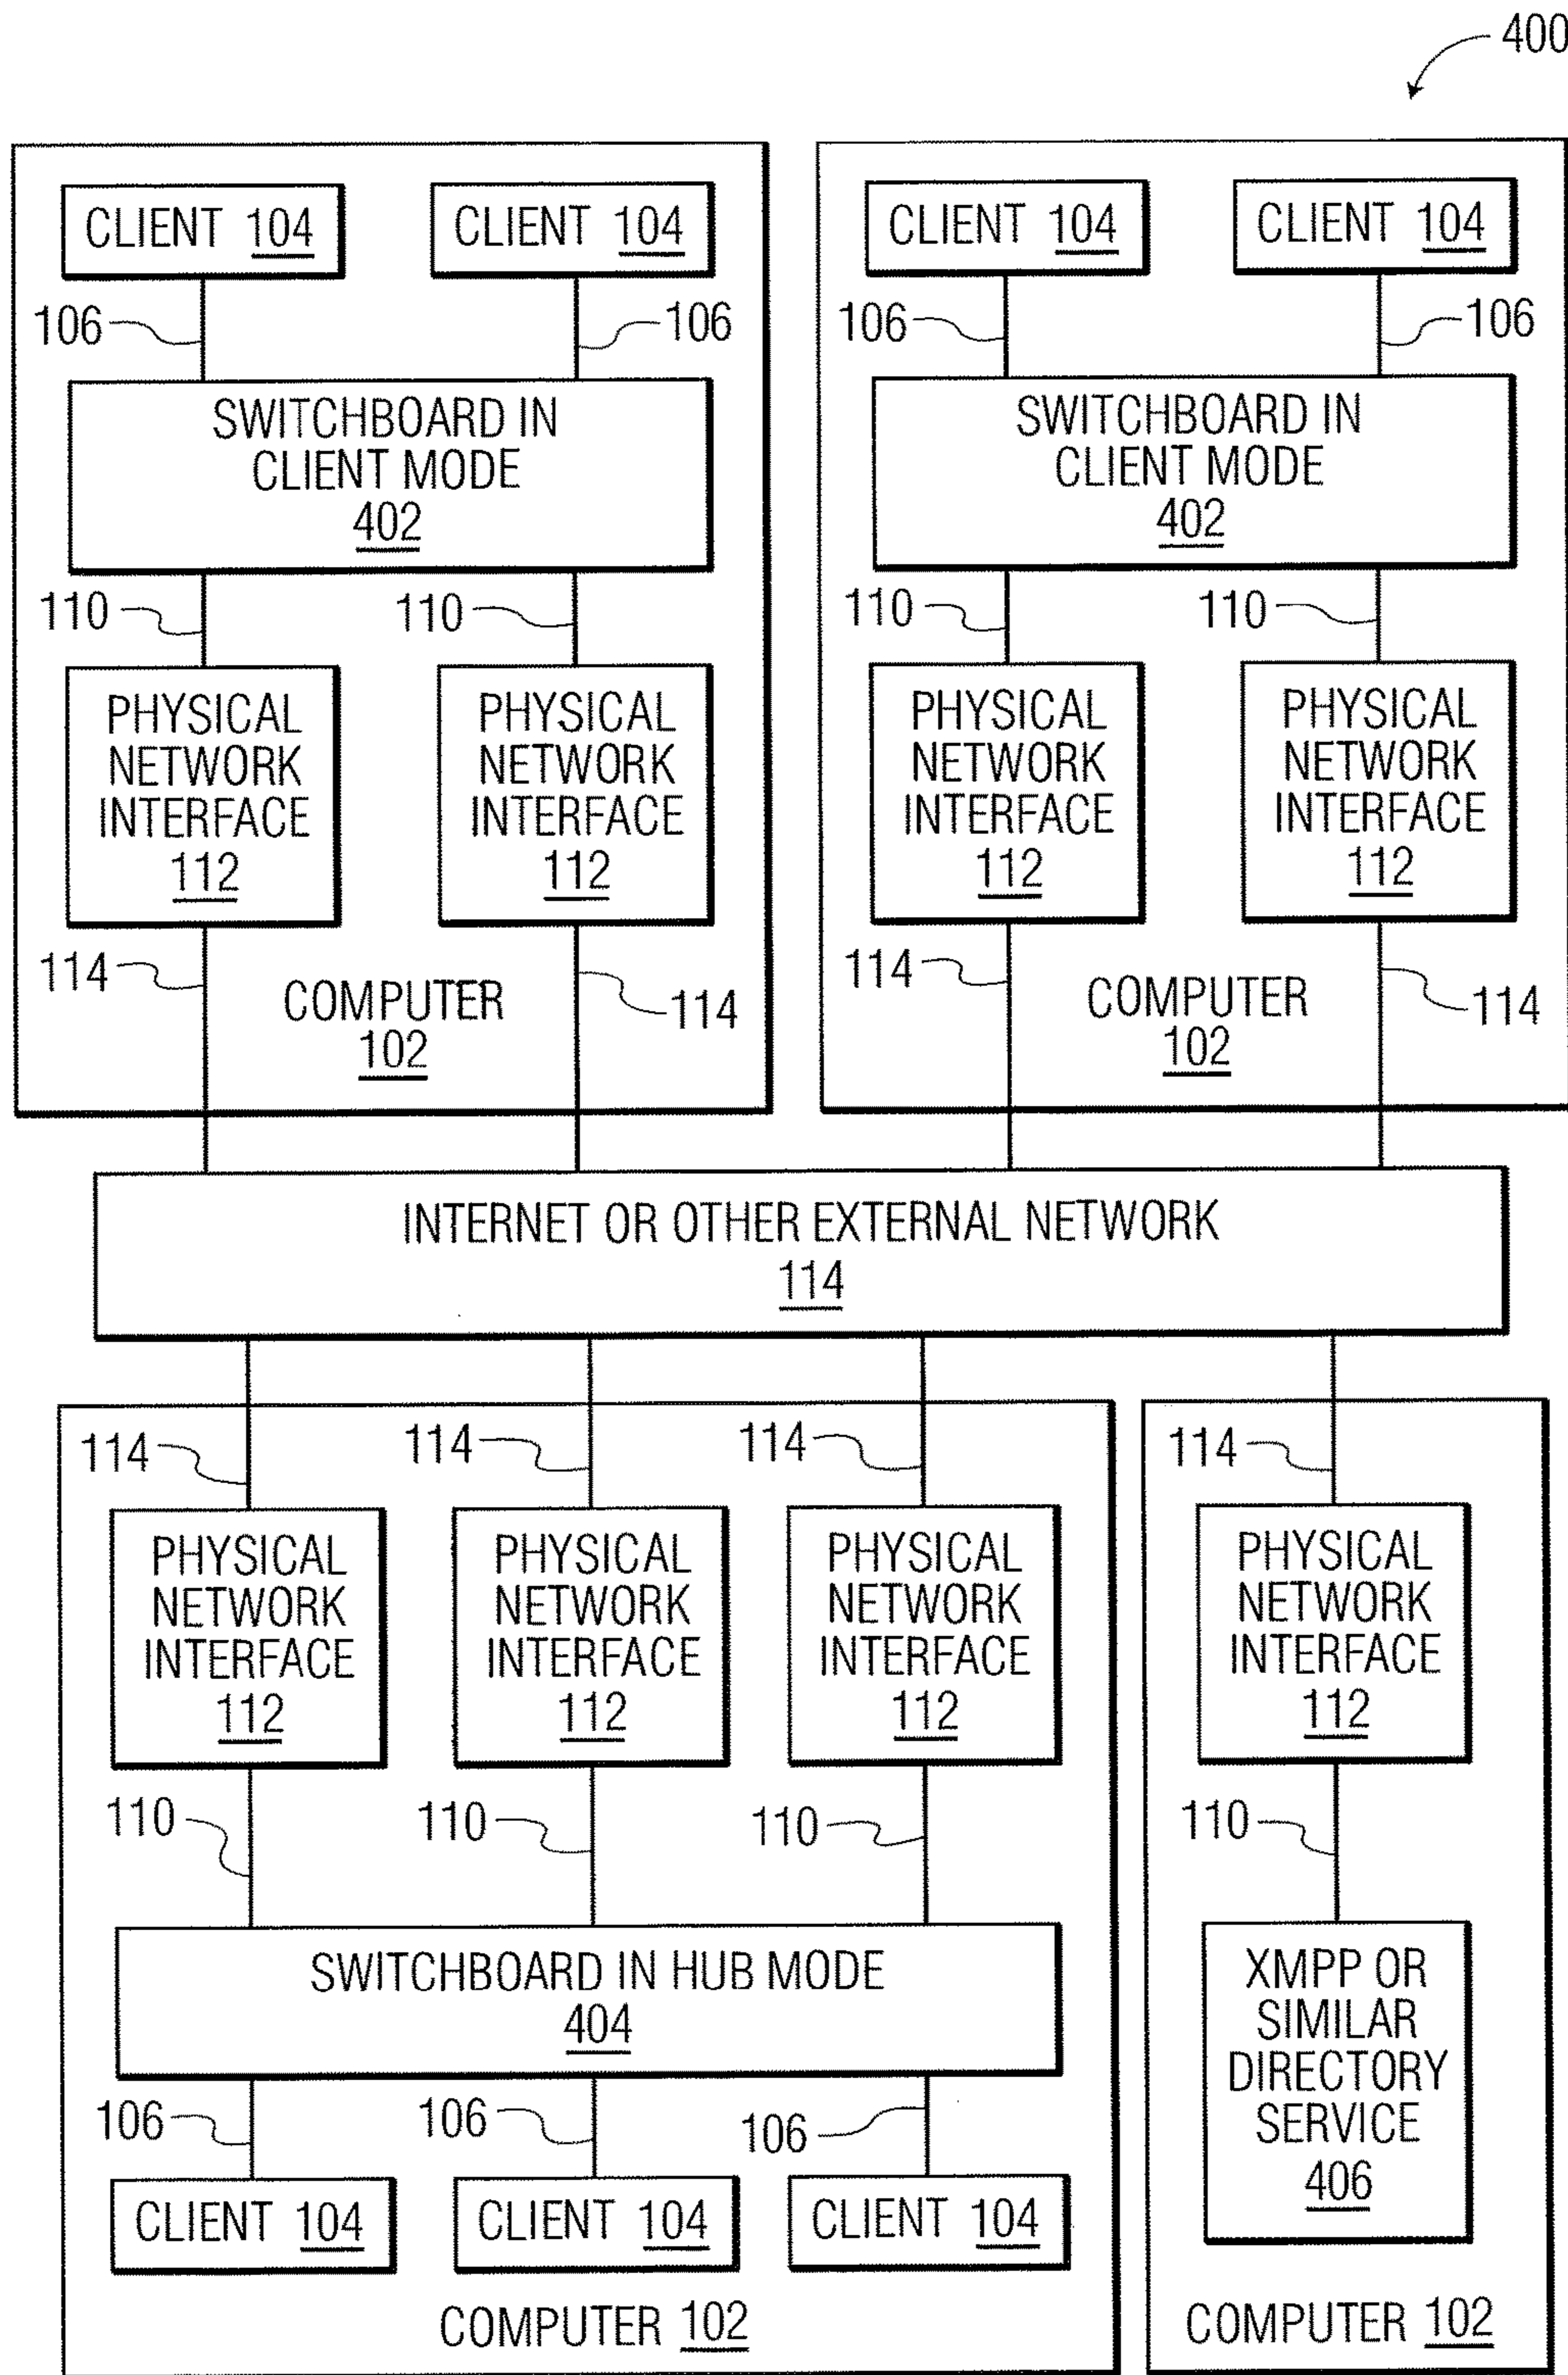 400
CLIENT 104
CLIENT 104
106
106
SWITCHBOARD IN
CLIENT MODE
402
110
110
PHYSICAL
NETWORK
INTERFACE
112
PHYSICAL
NETWORK
INTERFACE
112
114
114
COMPUTER
102
CLIENT 104
CLIENT 104
106
106
SWITCHBOARD IN
CLIENT MODE
402
110
110
PHYSICAL
NETWORK
INTERFACE
112
PHYSICAL
NETWORK
INTERFACE
112
114
114
COMPUTER
102
INTERNET OR OTHER EXTERNAL NETWORK
114
114
114
114
PHYSICAL
NETWORK
INTERFACE
112
PHYSICAL
NETWORK
INTERFACE
112
PHYSICAL
NETWORK
INTERFACE
112
110
110
110
SWITCHBOARD IN HUB MODE
404
106
106
106
CLIENT 104
CLIENT 104
CLIENT 104
COMPUTER 102
114
PHYSICAL
NETWORK
INTERFACE
112
110
XMPP OR
SIMILAR
DIRECTORY
SERVICE
406
COMPUTER 102